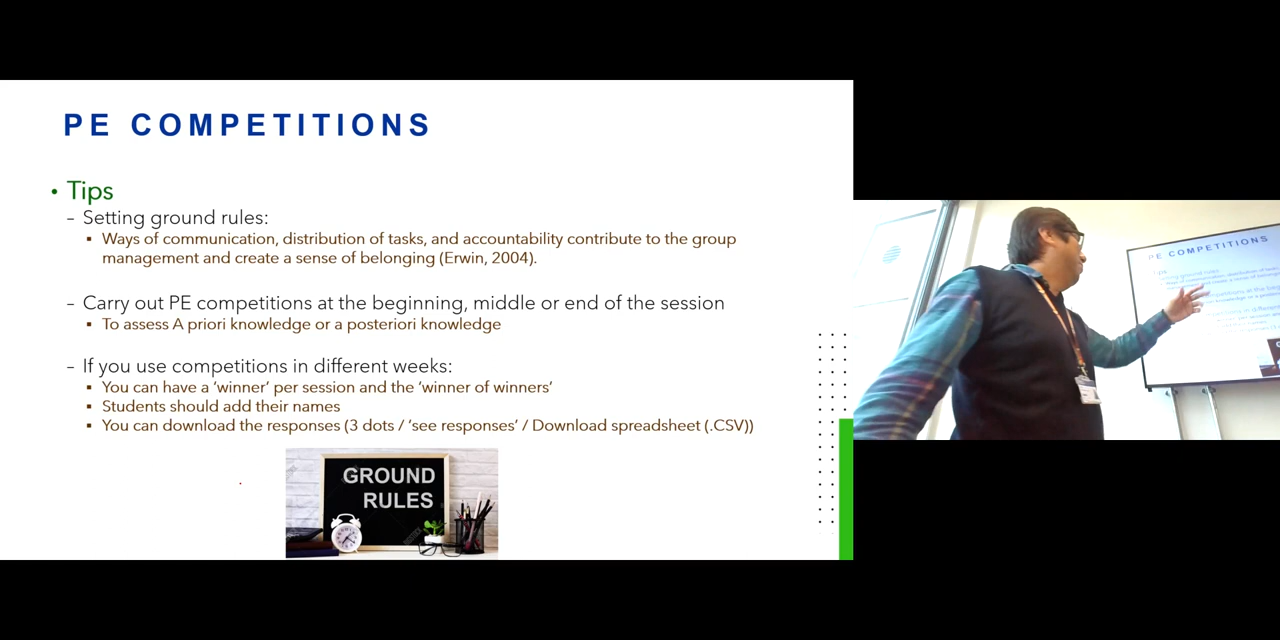 PE COMPETITIONS
• Tips
– Setting ground rules:
▪ Ways of communication, distribution of tasks, and accountability contribute to the group
management and create a sense of belonging (Erwin, 2004).
– Carry out PE competitions at the beginning, middle or end of the session
▪ To assess A priori knowledge or a posteriori knowledge
– If you use competitions in different weeks:
▪ You can have a ‘winner’ per session and the ‘winner of winners’
▪ Students should add their names
▪ You can download the responses (3 dots / ‘see responses’ / Download spreadsheet (.CSV))
GROUND
RULES
PE COMPETITIONS
Tips